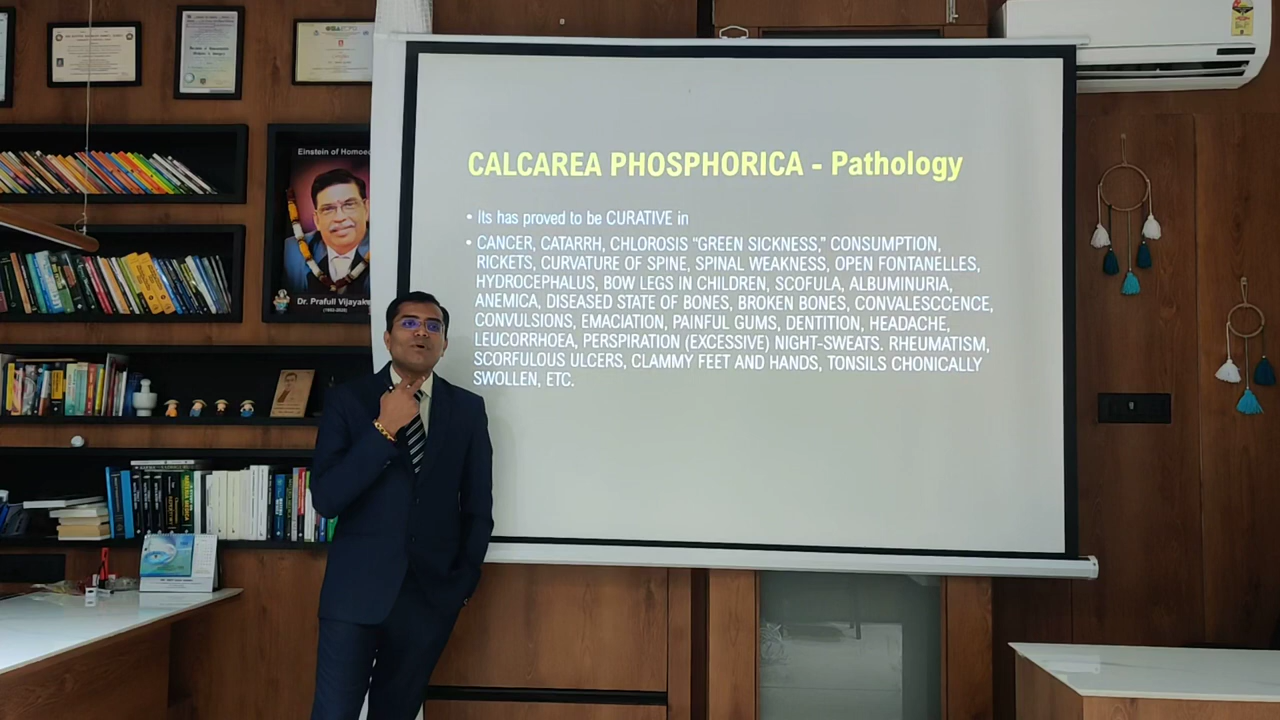 Einstein of Homoeo
Dr. Prafull Vijayak
CALCAREA PHOSPHORICA - Pathology
• Its has proved to be CURATIVE in
• CANCER, CATARRH, CHLOROSIS “GREEN SICKNESS,” CONSUMPTION,
RICKETS, CURVATURE OF SPINE, SPINAL WEAKNESS, OPEN FONTANELLES,
HYDROCEPHALUS, BOW LEGS IN CHILDREN, SCOFULA, ALBUMINURIA,
ANEMICA, DISEASED STATE OF BONES, BROKEN BONES, CONVALESCCENCE,
CONVULSIONS, EMACIATION, PAINFUL GUMS, DENTITION, HEADACHE,
LEUCORRHOEA, PERSPIRATION (EXCESSIVE) NIGHT-SWEATS. RHEUMATISM,
SCORFULOUS ULCERS, CLAMMY FEET AND HANDS, TONSILS CHONICALLY
SWOLLEN, ETC.